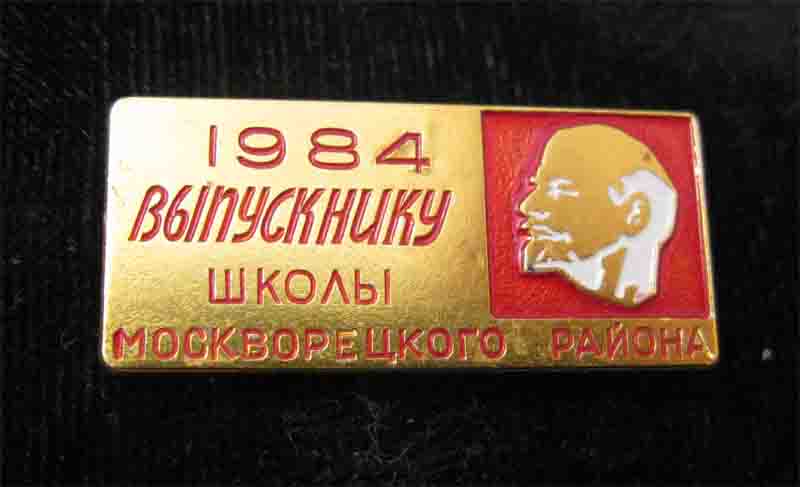 1984
ВЫПУСКНИКУ
ШКОЛЫ
МОСКВОРЕЦКОГО РАЙОНА